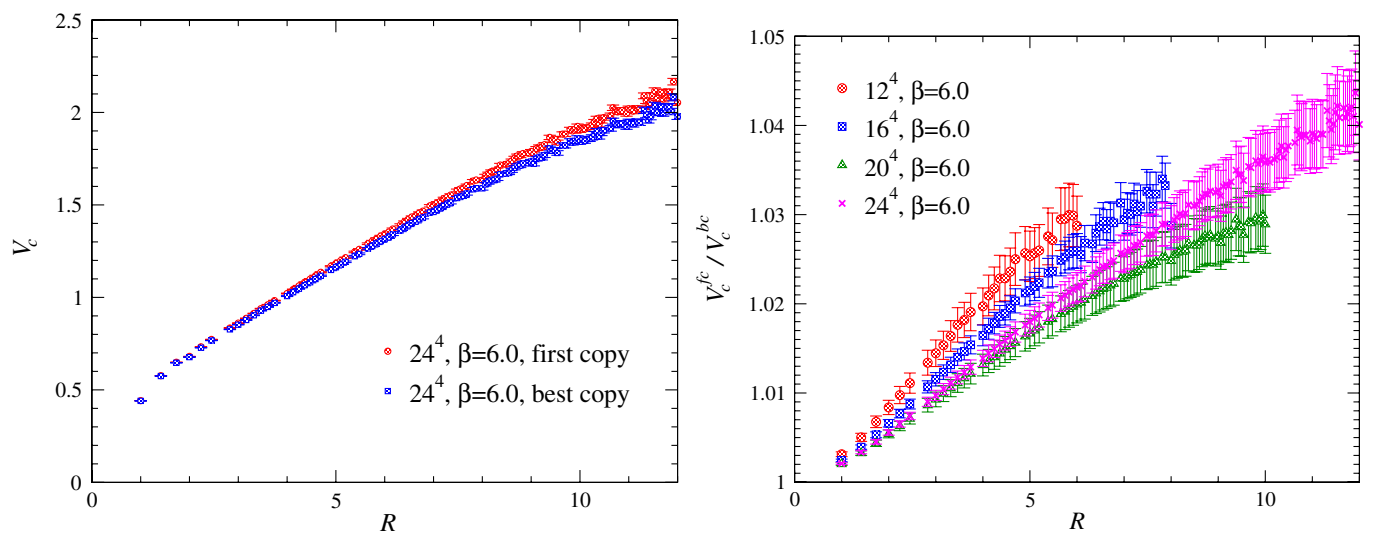 2.5
2
1.5
1
0.5
0
0
5
10
V_c
R
24^4, β=6.0, first copy
24^4, β=6.0, best copy
1.05
1.04
1.03
1.02
1.01
1
0
5
10
V_c^{fc} / V_c^{bc}
R
12^4, β=6.0
16^4, β=6.0
20^4, β=6.0
24^4, β=6.0